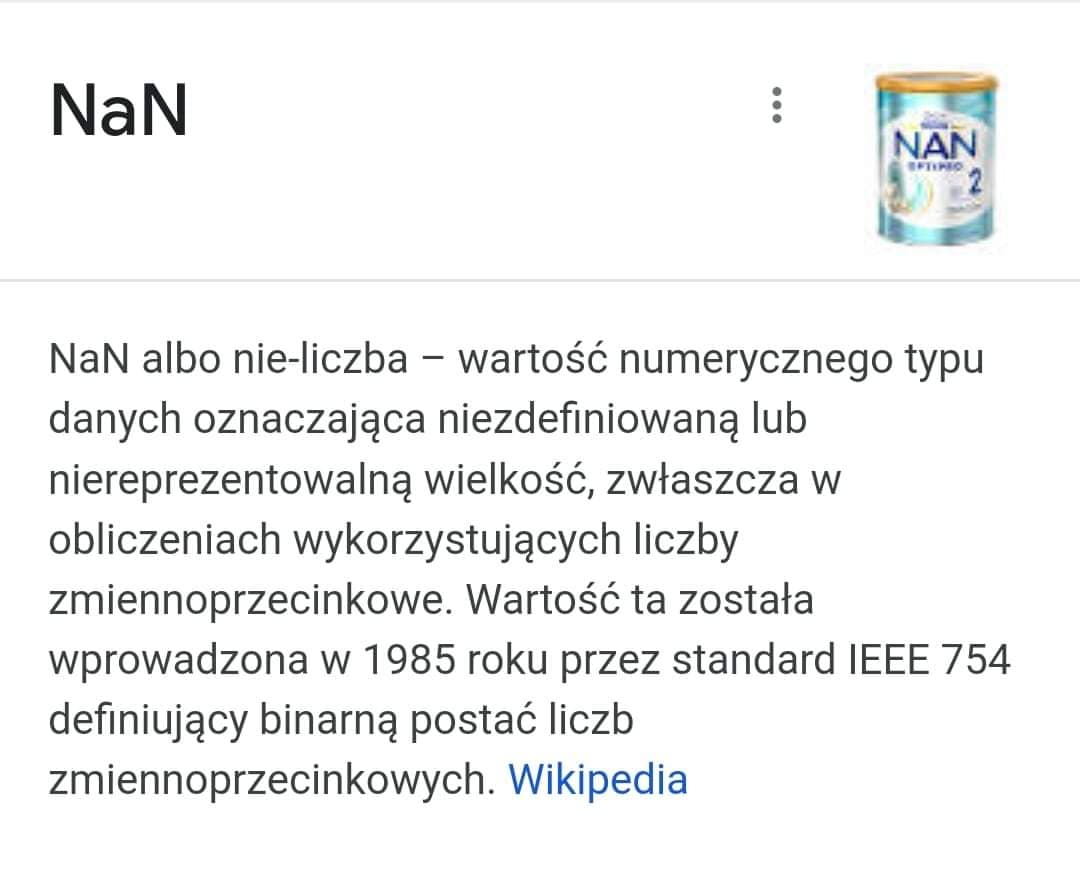 NaN
NAN
2
NaN albo nie-liczba – wartość numerycznego typu
danych oznaczająca niezdefiniowaną lub
niereprezentowalną wielkość, zwłaszcza w
obliczeniach wykorzystujących liczby
zmiennoprzecinkowe. Wartość ta została
wprowadzona w 1985 roku przez standard IEEE 754
definiujący binarną postać liczb
zmiennoprzecinkowych. Wikipedia